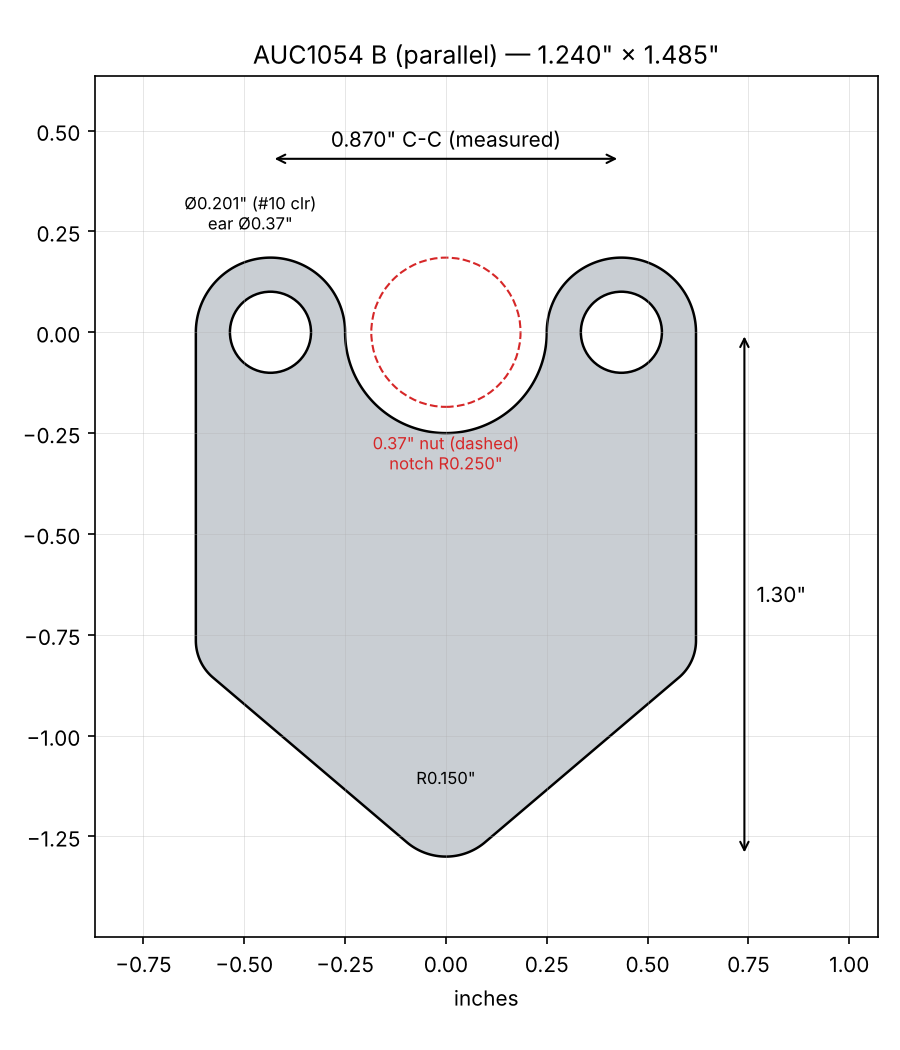 AUC1054 B (parallel) — 1.240" × 1.485"
0.870" C-C (measured)
Ø0.201" (#10 clr)
ear Ø0.37"
0.37" nut (dashed)
notch R0.250"
1.30"
R0.150"
0.50
0.25
0.00
−0.25
−0.50
−0.75
−1.00
−1.25
−0.75
−0.50
−0.25
0.00
0.25
0.50
0.75
1.00
inches